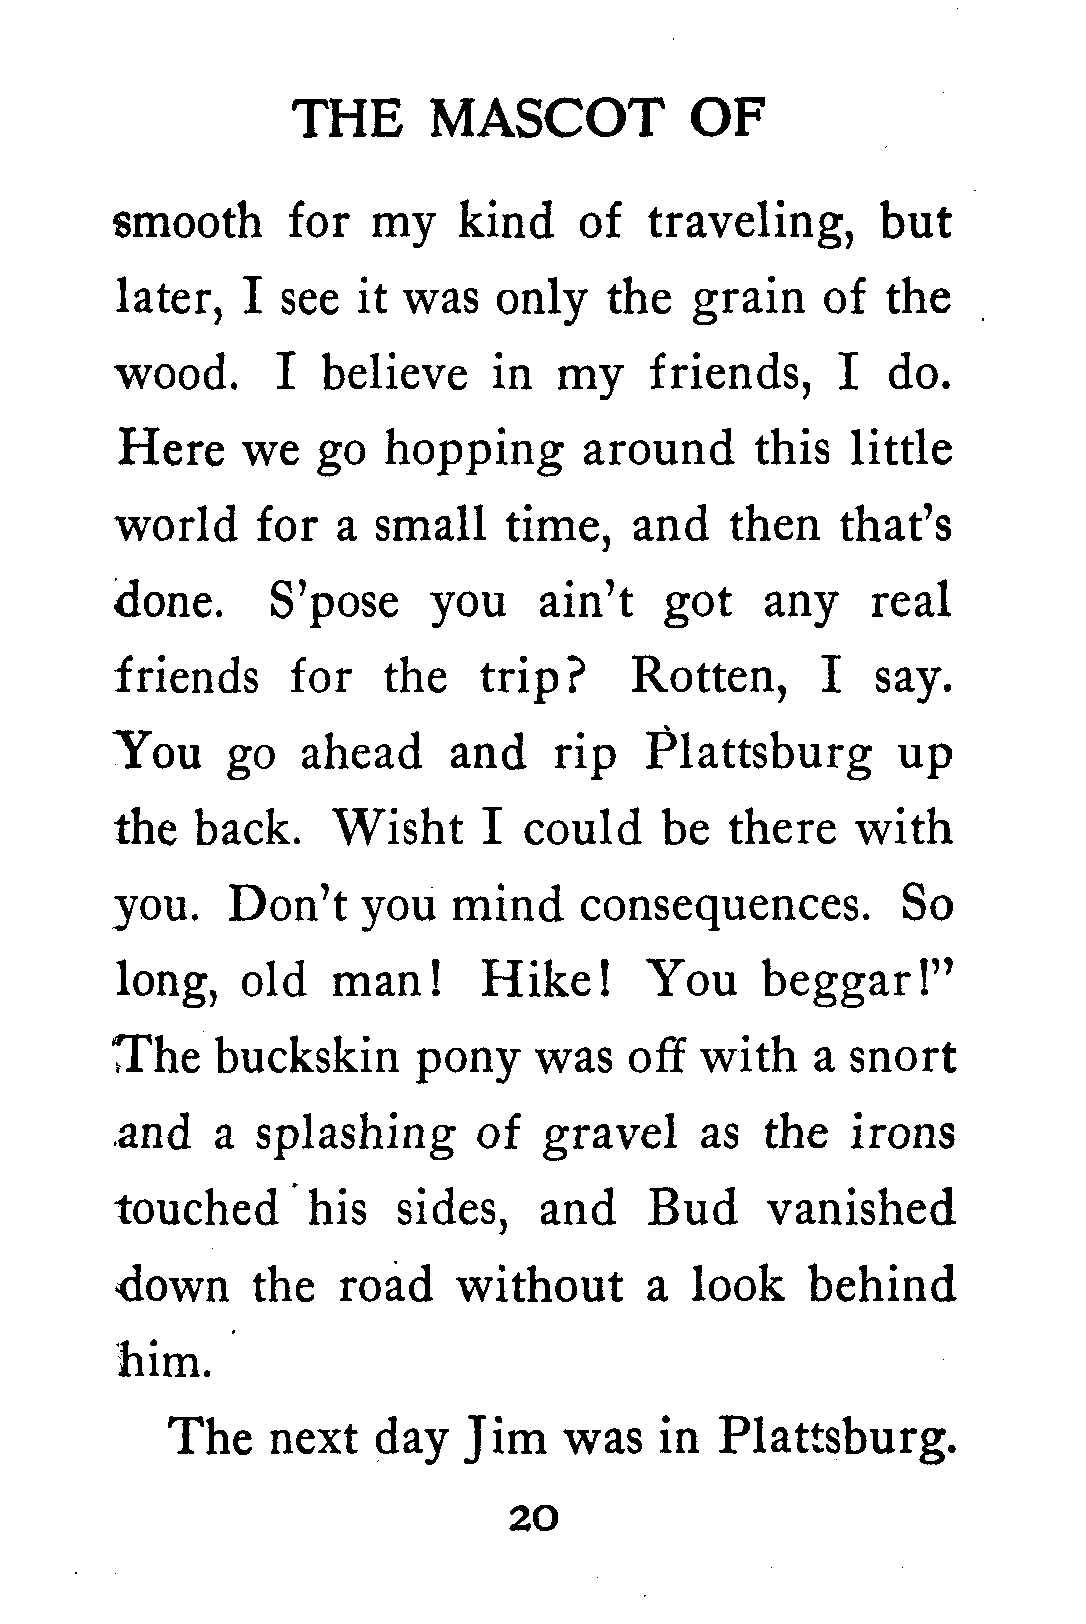 THE MASCOT OF
smooth for my kind of traveling, but
later, I see it was only the grain of the
wood. I believe in my friends, I do.
Here we go hopping around this little
world for a small time, and then that's
done. S'pose you ain't got any real
friends for the trip? Rotten, I say.
You go ahead and rip Plattsburg up
the back. Wisht I could be there with
you. Don't you mind consequences. So
long, old man! Hike! You beggar!"
The buckskin pony was off with a snort
and a splashing of gravel as the irons
touched his sides, and Bud vanished
down the road without a look behind
him.
The next day Jim was in Plattsburg.
20